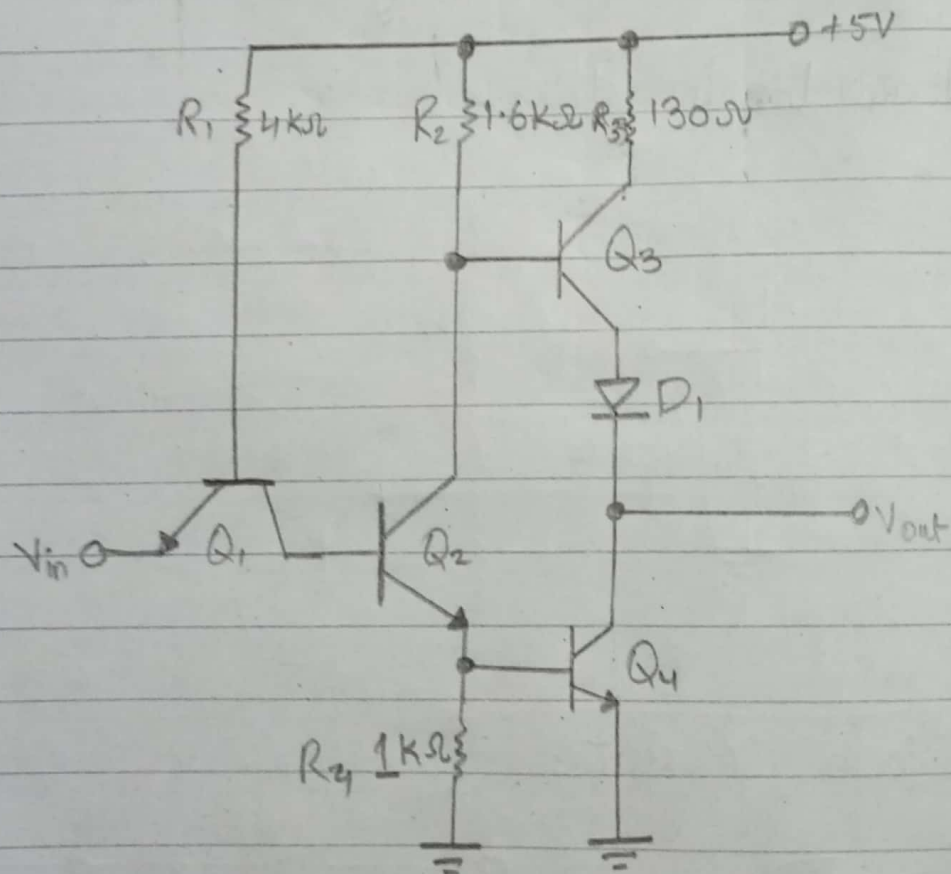 +5V
R1 4kΩ R2 1.6kΩ R3 130Ω
Q3
D1
Vout
Vin Q1 Q2
Q4
R4 1kΩ